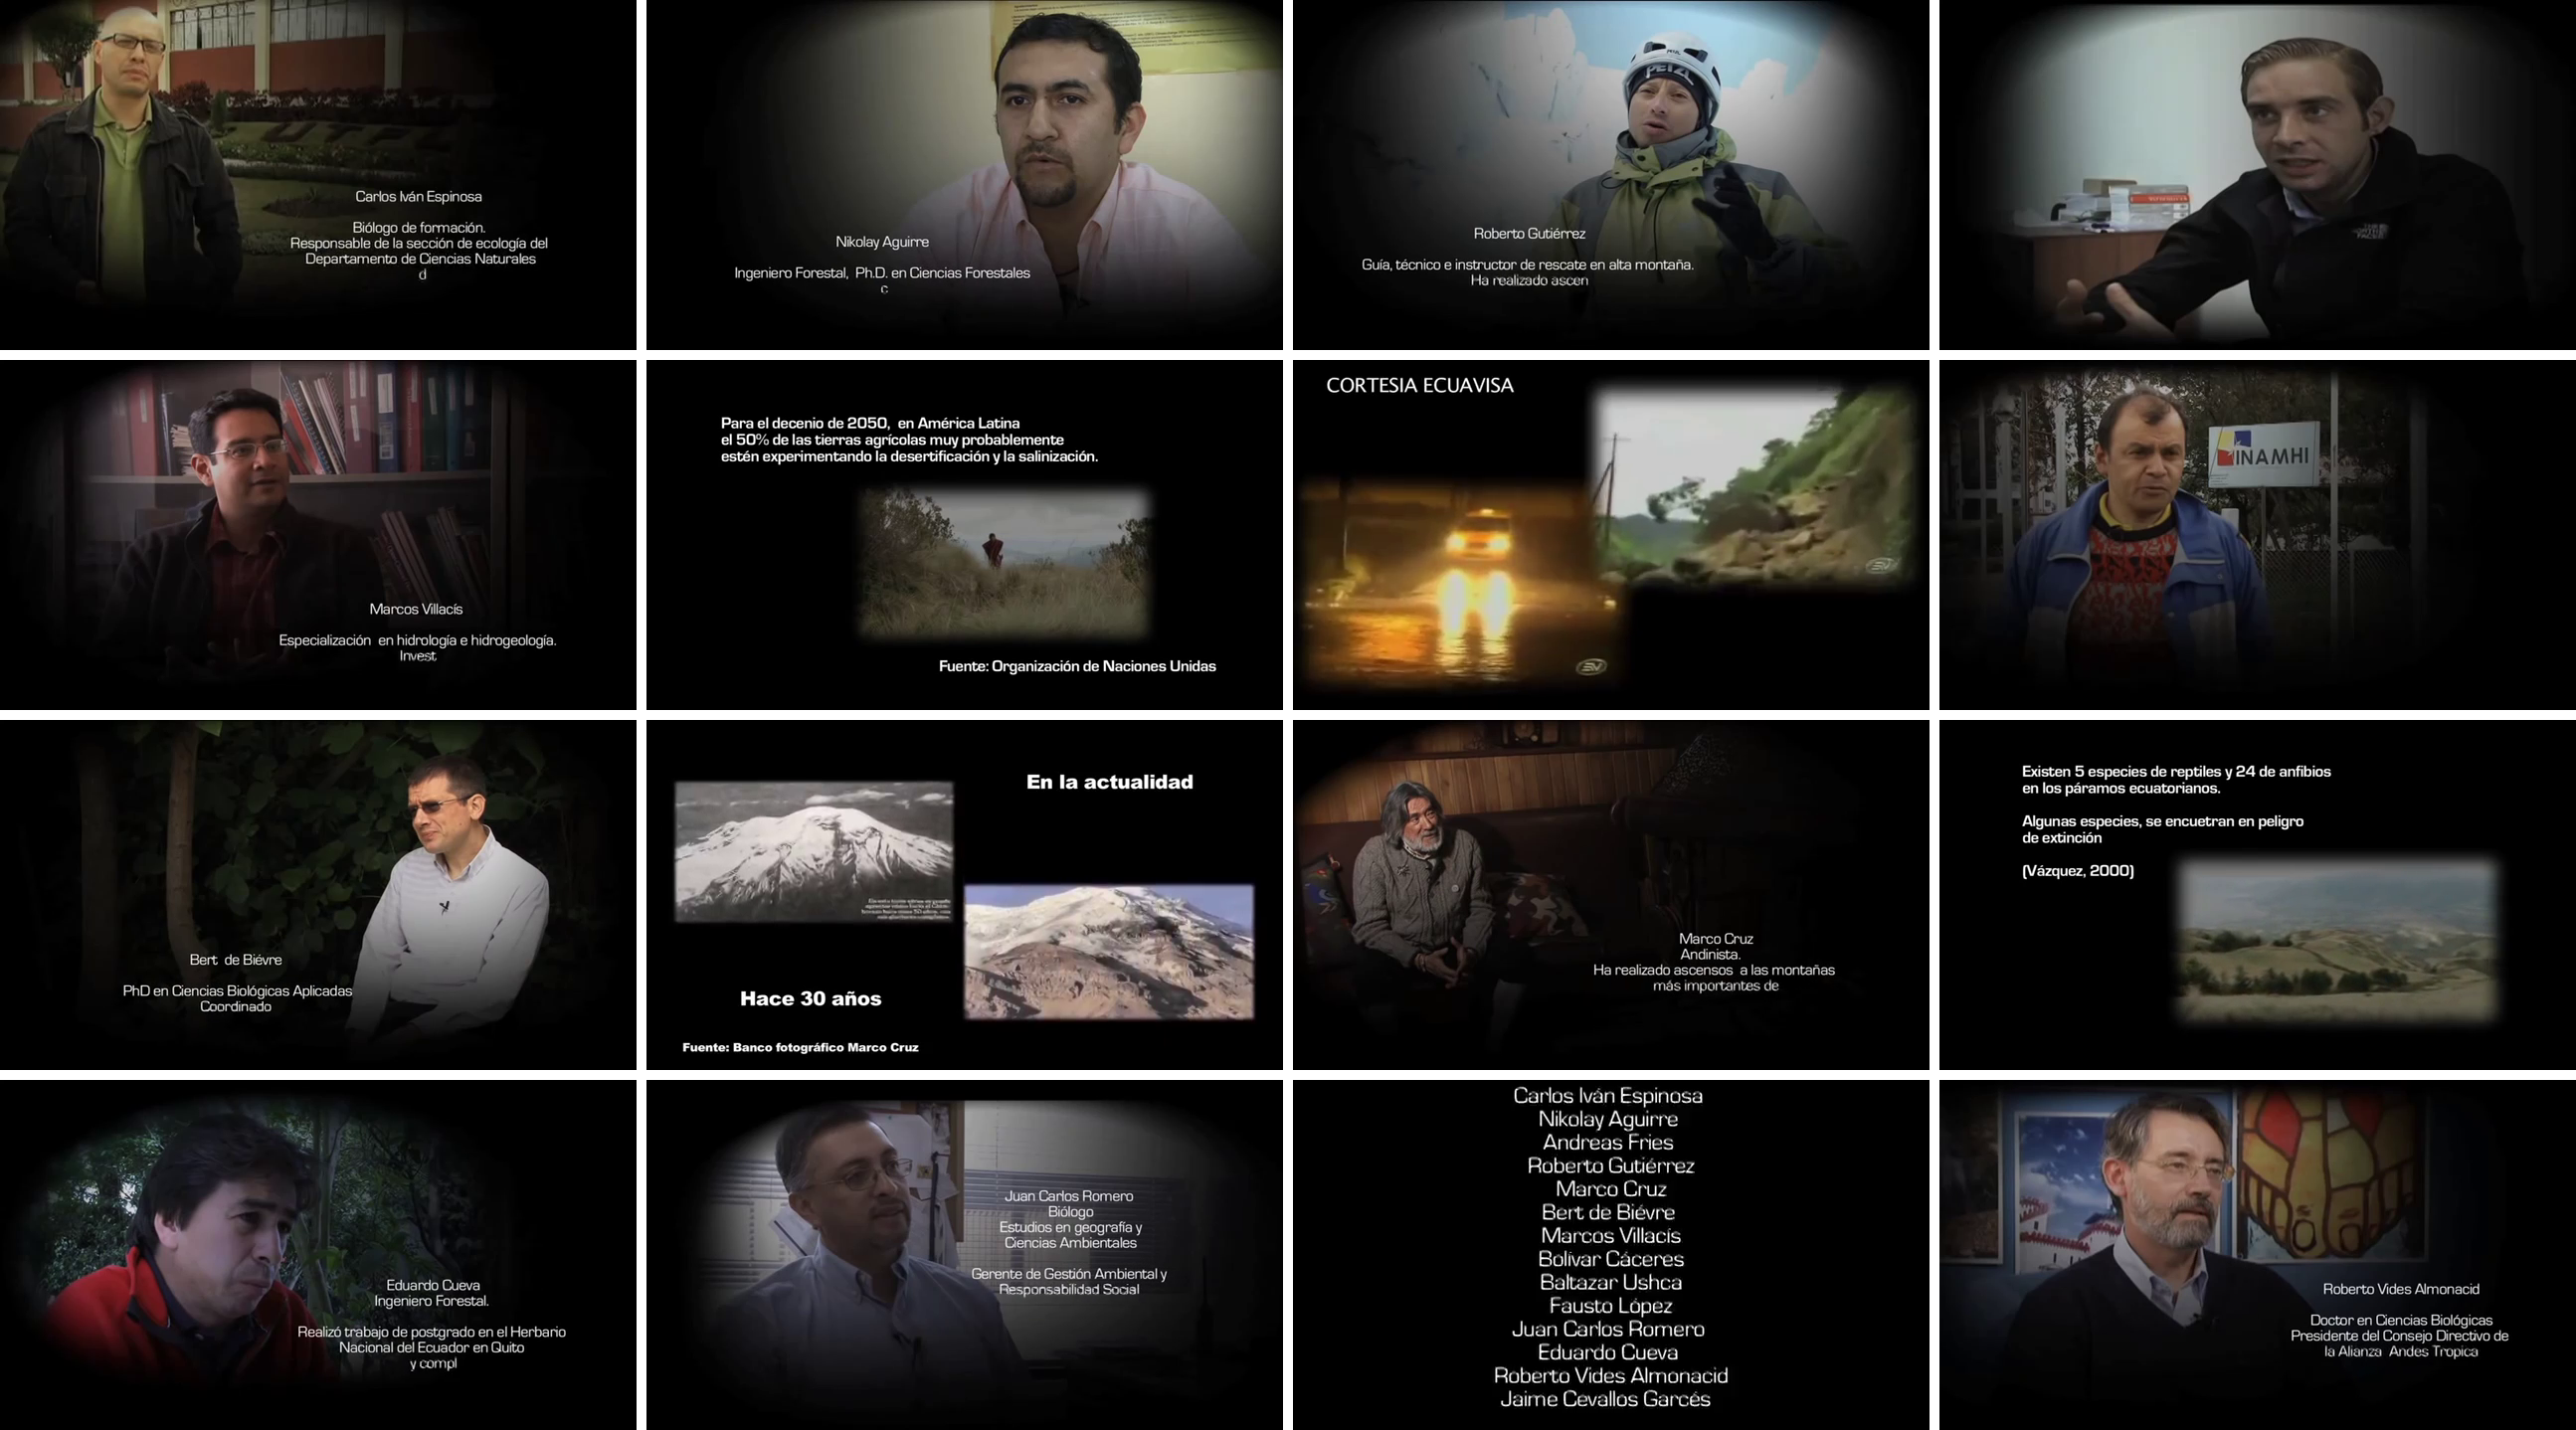 Carlos Iván Espinosa
Biólogo de formación.
Responsable de la sección de ecología del
Departamento de Ciencias Naturales
d
Nikolay Aguirre
Ingeniero Forestal, Ph.D. en Ciencias Forestales
c
PETZL
Roberto Gutiérrez
Guía, técnico e instructor de rescate en alta montaña.
Ha realizado ascen
Marcos Villacís
Especialización en hidrología e hidrogeología.
Invest
Para el decenio de 2050, en América Latina
el 50% de las tierras agrícolas muy probablemente
estén experimentando la desertificación y la salinización.
Fuente: Organización de Naciones Unidas
CORTESIA ECUAVISA
INAMHI
Bert de Biévre
PhD en Ciencias Biológicas Aplicadas
Coordinado
En la actualidad
Hace 30 años
Fuente: Banco fotográfico Marco Cruz
Marco Cruz
Andinista.
Ha realizado ascensos a las montañas
más importantes de
Existen 5 especies de reptiles y 24 de anfibios
en los páramos ecuatorianos.
Algunas especies, se encuetran en peligro
de extinción
(Vázquez, 2000)
Eduardo Cueva
Ingeniero Forestal.
Realizó trabajo de postgrado en el Herbario
Nacional del Ecuador en Quito
y compl
Juan Carlos Romero
Biólogo
Estudios en geografía y
Ciencias Ambientales
Gerente de Gestión Ambiental y
Responsabilidad Social
Carlos Iván Espinosa
Nikolay Aguirre
Andreas Fries
Roberto Gutiérrez
Marco Cruz
Bert de Biévre
Marcos Villacís
Bolívar Cáceres
Baltazar Ushca
Fausto López
Juan Carlos Romero
Eduardo Cueva
Roberto Vides Almonacid
Jaime Cevallos Garcés
Roberto Vides Almonacid
Doctor en Ciencias Biológicas
Presidente del Consejo Directivo de
la Alianza Andes Tropica